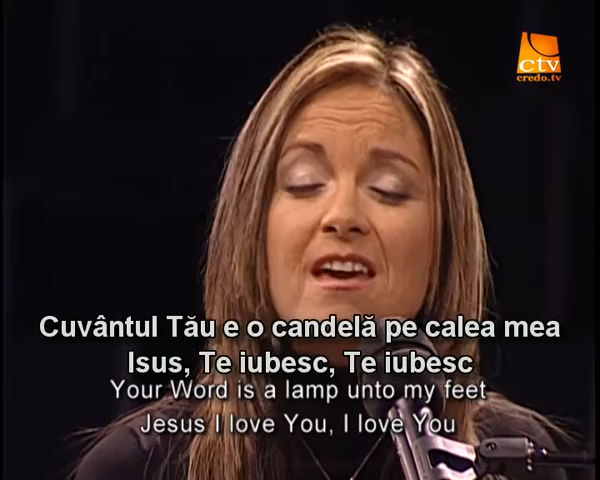 ctv
credo.tv
Cuvântul Tău e o candelă pe calea mea
Isus, Te iubesc, Te iubesc
Your Word is a lamp unto my feet
Jesus I love You, I love You